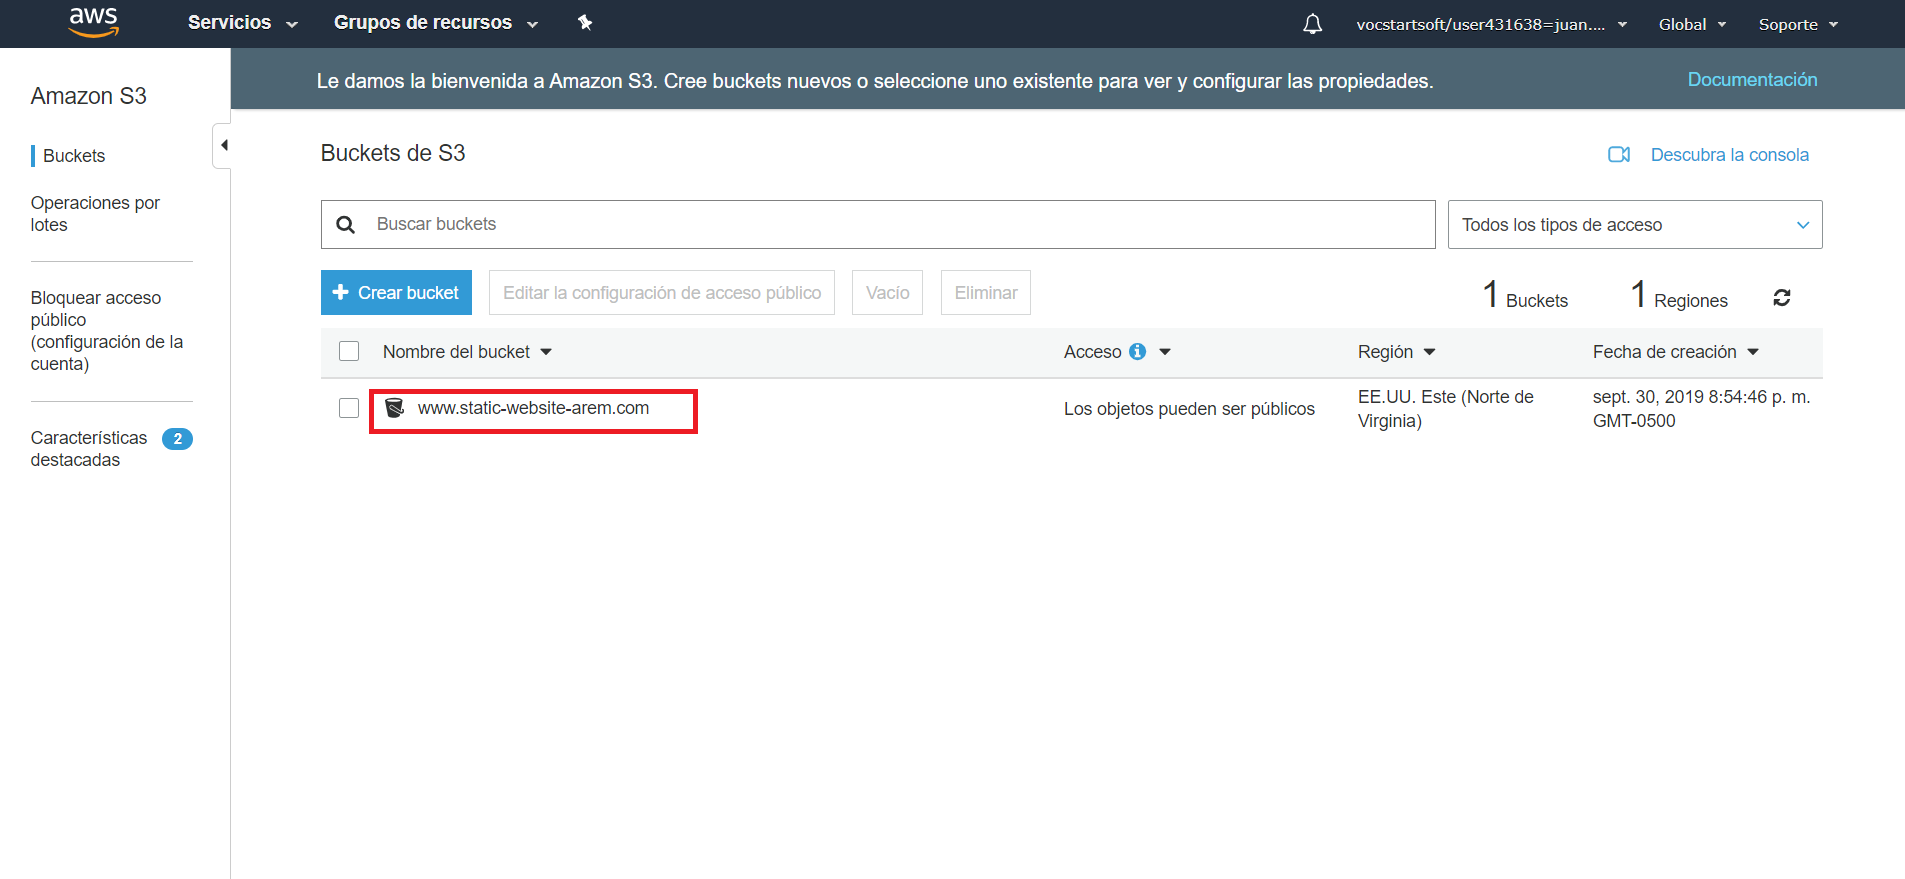 aws Servicios Grupos de recursos vocstartsoft/user431638=juan.... Global Soporte
Amazon S3
Buckets
Operaciones por
lotes
Bloquear acceso
público
(configuración de la
cuenta)
Características 2
destacadas
Le damos la bienvenida a Amazon S3. Cree buckets nuevos o seleccione uno existente para ver y configurar las propiedades. Documentación
Buckets de S3 Descubra la consola
Buscar buckets Todos los tipos de acceso
Crear bucket Editar la configuración de acceso público Vacío Eliminar 1 Buckets 1 Regiones
Nombre del bucket Acceso Región Fecha de creación
www.static-website-arem.com Los objetos pueden ser públicos EE.UU. Este (Norte de
Virginia) sept. 30, 2019 8:54:46 p. m.
GMT-0500